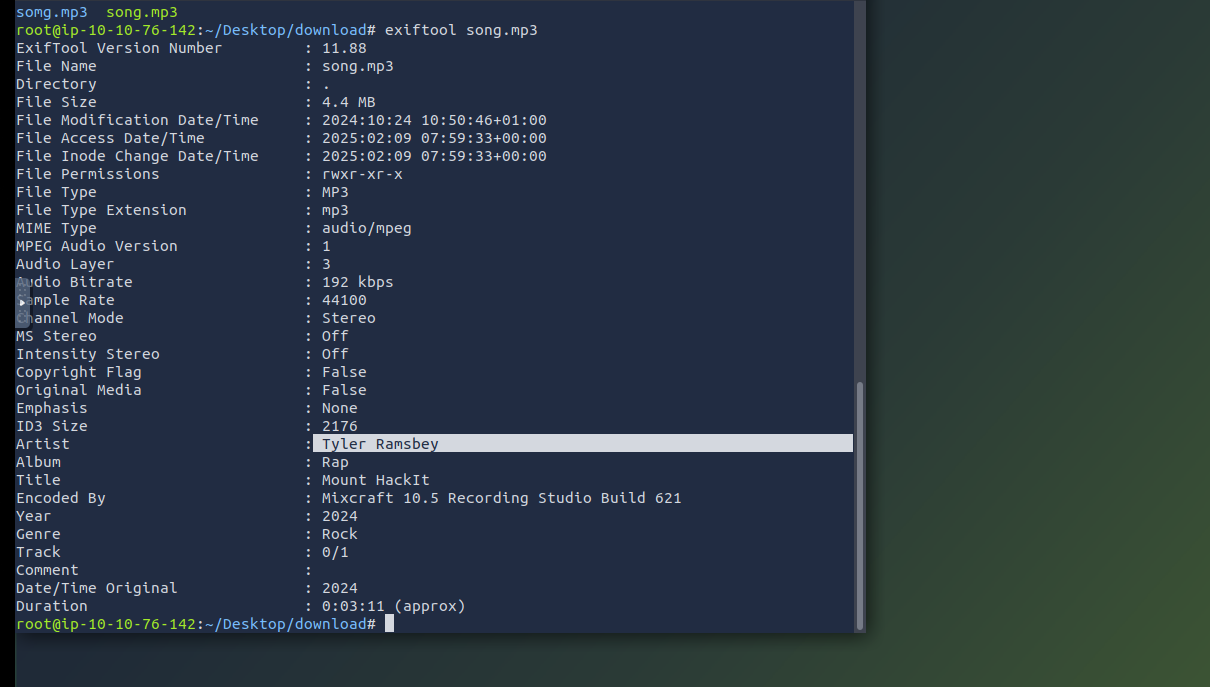 somg.mp3  song.mp3
root@ip-10-10-76-142:~/Desktop/download# exiftool song.mp3
ExifTool Version Number         : 11.88
File Name                       : song.mp3
Directory                       : .
File Size                       : 4.4 MB
File Modification Date/Time     : 2024:10:24 10:50:46+01:00
File Access Date/Time           : 2025:02:09 07:59:33+00:00
File Inode Change Date/Time     : 2025:02:09 07:59:33+00:00
File Permissions                : rwxr-xr-x
File Type                       : MP3
File Type Extension             : mp3
MIME Type                       : audio/mpeg
MPEG Audio Version              : 1
Audio Layer                     : 3
Audio Bitrate                   : 192 kbps
Sample Rate                     : 44100
Channel Mode                    : Stereo
MS Stereo                       : Off
Intensity Stereo                : Off
Copyright Flag                  : False
Original Media                  : False
Emphasis                        : None
ID3 Size                        : 2176
Artist                          : Tyler Ramsbey
Album                           : Rap
Title                           : Mount HackIt
Encoded By                      : Mixcraft 10.5 Recording Studio Build 621
Year                            : 2024
Genre                           : Rock
Track                           : 0/1
Comment                         :
Date/Time Original              : 2024
Duration                        : 0:03:11 (approx)
root@ip-10-10-76-142:~/Desktop/download#